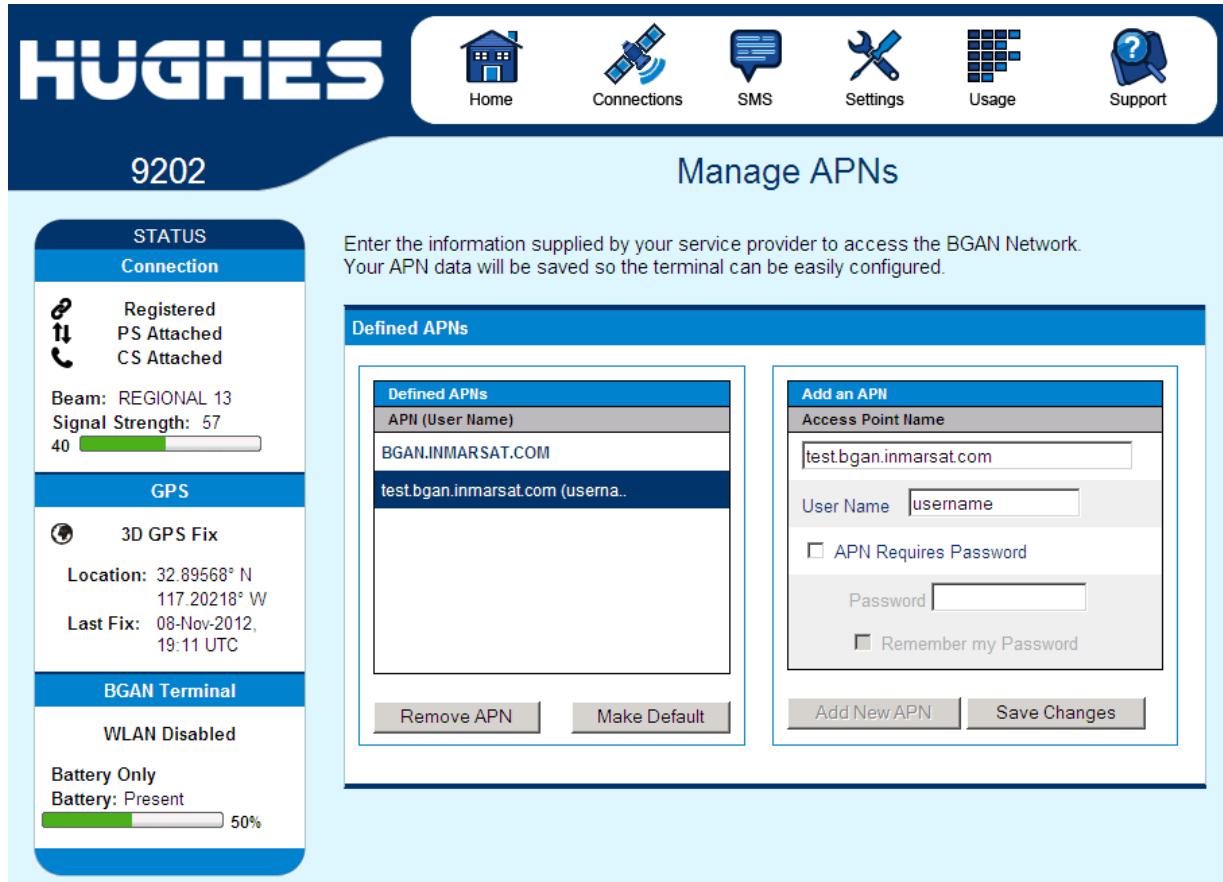 HUGHES
Home
Connections
SMS
Settings
Usage
Support
9202
Manage APNs
STATUS
Connection
Registered
PS Attached
CS Attached
Beam: REGIONAL 13
Signal Strength: 57
40
GPS
3D GPS Fix
Location: 32.89568° N
117.20218° W
Last Fix: 08-Nov-2012,
19:11 UTC
BGAN Terminal
WLAN Disabled
Battery Only
Battery: Present
50%
Enter the information supplied by your service provider to access the BGAN Network.
Your APN data will be saved so the terminal can be easily configured.
Defined APNs
Defined APNs
APN (User Name)
BGAN.INMARSAT.COM
test.bgan.inmarsat.com (userna..
Remove APN
Make Default
Add an APN
Access Point Name
test.bgan.inmarsat.com
User Name username
APN Requires Password
Password
Remember my Password
Add New APN
Save Changes